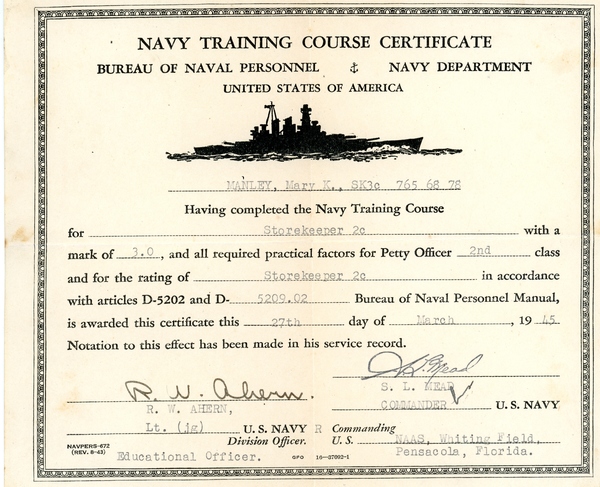 NAVY TRAINING COURSE CERTIFICATE
BUREAU OF NAVAL PERSONNEL ⚓ NAVY DEPARTMENT
UNITED STATES OF AMERICA
MANLEY, Mary K., SK3c 765 68 78
Having completed the Navy Training Course
for Storekeeper 2c with a
mark of 3.0, and all required practical factors for Petty Officer 2nd class
and for the rating of Storekeeper 2c in accordance
with articles D-5202 and D-5209.02 Bureau of Naval Personnel Manual,
is awarded this certificate this 27th day of March, 1945
Notation to this effect has been made in his service record.
R. W. Ahern.
R. W. AHERN,
Lt. (jg) U.S. NAVY R
Division Officer.
Educational Officer.
S. L. Mead
S. L. MEAD
COMMANDER U.S. NAVY
Commanding
U. S. NAAS, Whiting Field,
Pensacola, Florida.
NAVPERS-672
(REV. 8-43)
GPO 16-37892-1